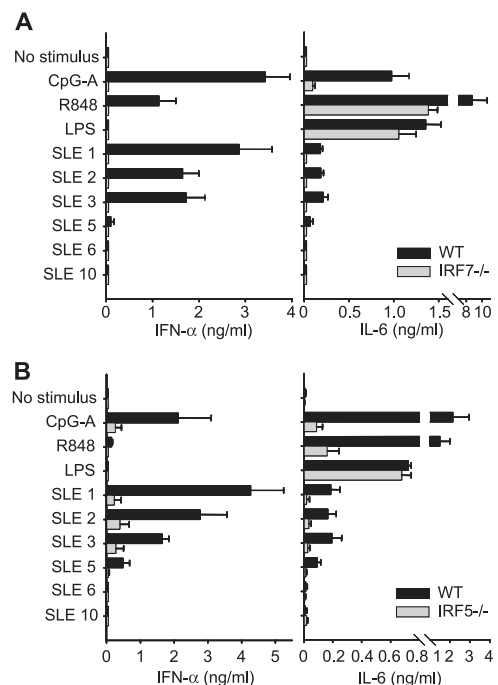 A
No stimulus
CpG-A
R848
LPS
SLE 1
SLE 2
SLE 3
SLE 5
SLE 6
SLE 10
0 1 2 3 4
IFN-α (ng/ml)
WT
IRF7-/-
0 0.5 1.0 1.5 8 10
IL-6 (ng/ml)
B
No stimulus
CpG-A
R848
LPS
SLE 1
SLE 2
SLE 3
SLE 5
SLE 6
SLE 10
0 1 2 3 4 5
IFN-α (ng/ml)
WT
IRF5-/-
0 0.2 0.4 0.6 0.8 1 2 3 4
IL-6 (ng/ml)